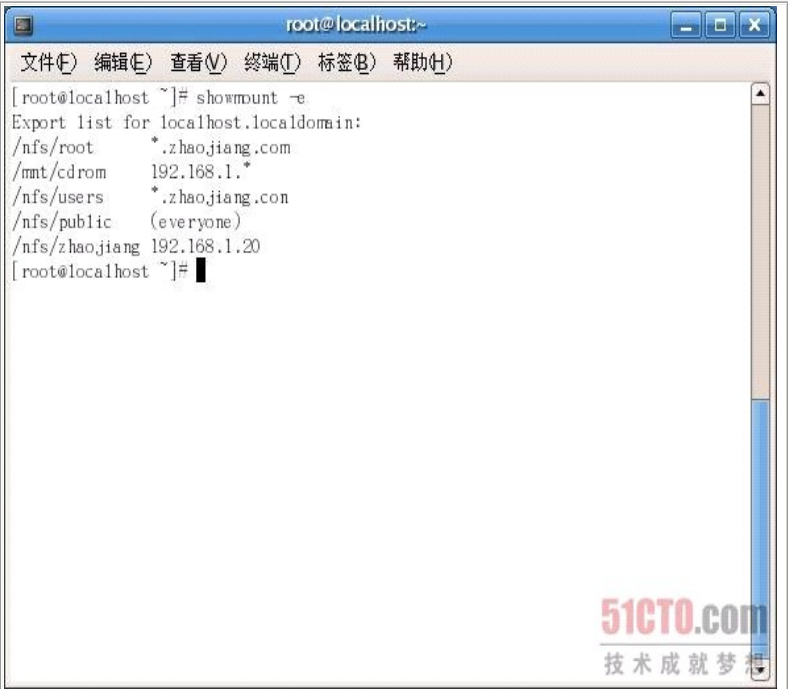 root@localhost:~
文件(F) 编辑(E) 查看(V) 终端(T) 标签(B) 帮助(H)
[root@localhost ~]# showmount -e
Export list for localhost.localdomain:
/nfs/root *.zhaojiang.com
/mnt/cdrom 192.168.1.*
/nfs/users *.zhaojiang.con
/nfs/public (everyone)
/nfs/zhaojiang 192.168.1.20
[root@localhost ~]#
51CTO.com
技术成就梦想